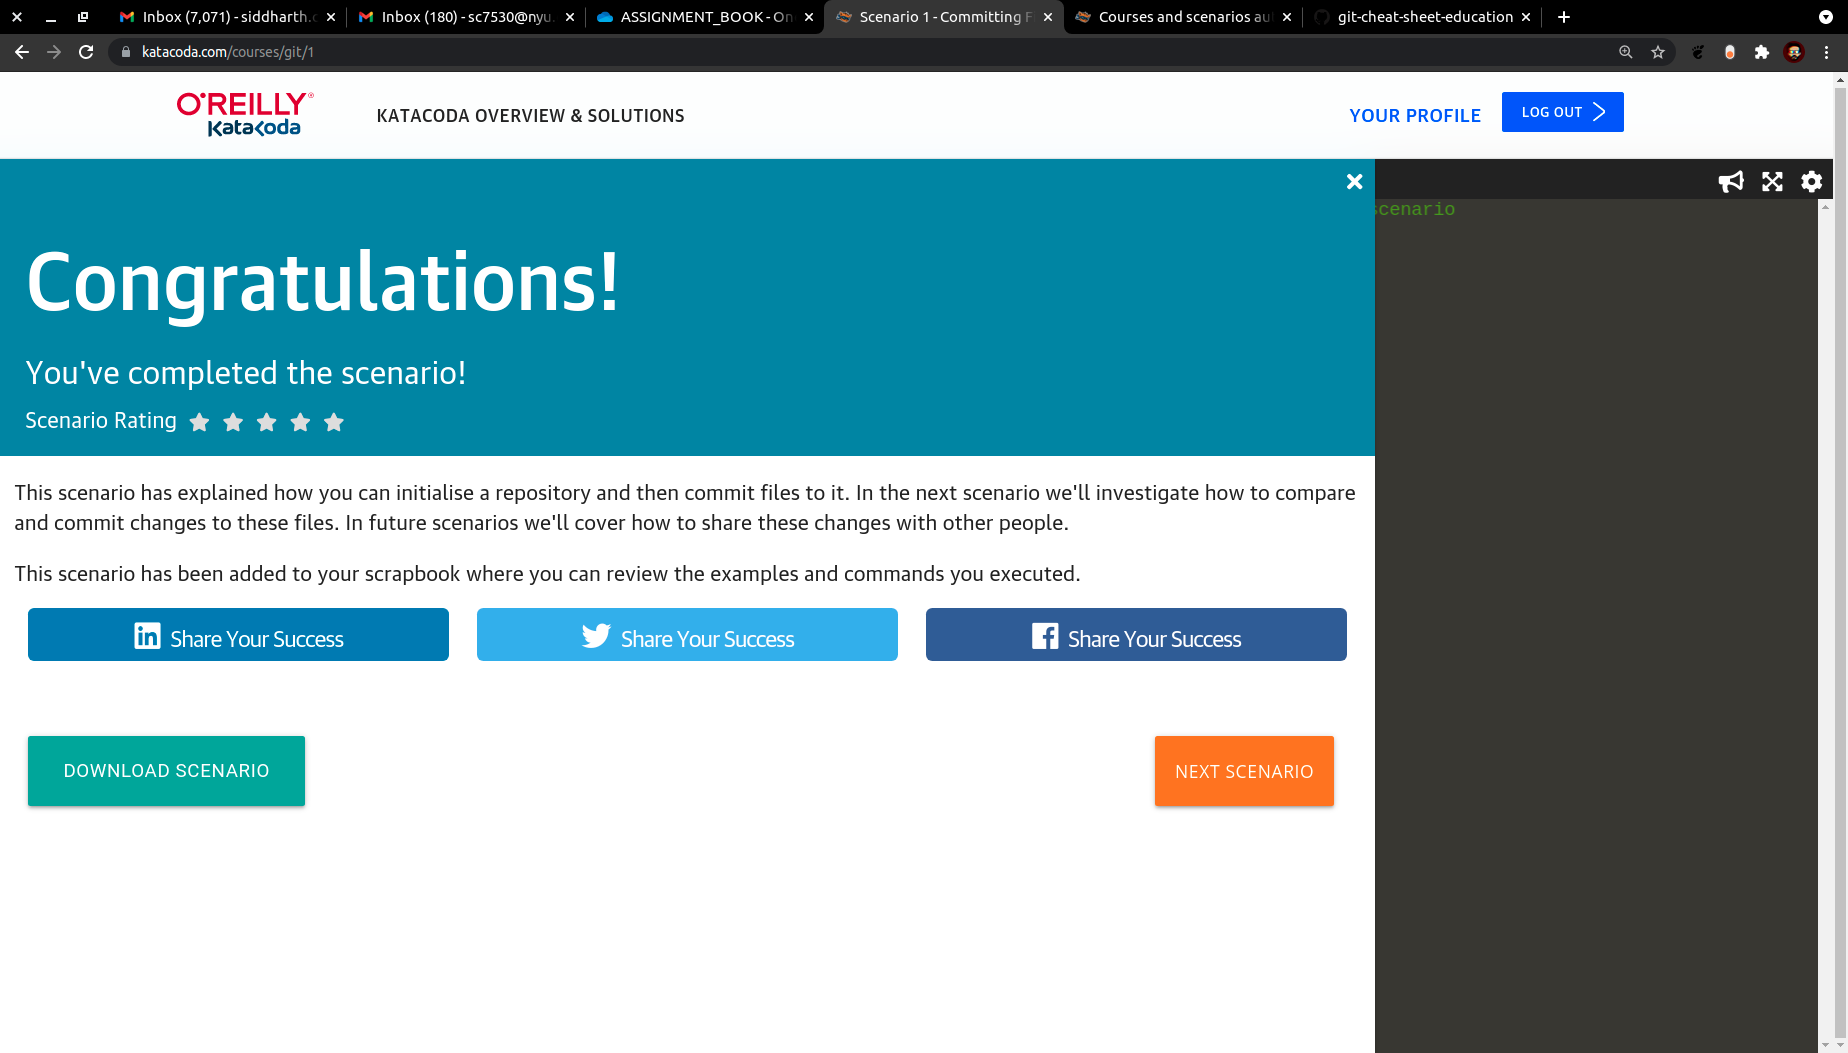 Inbox (7,071) - siddharth.c
Inbox (180) - sc7530@nyu.
ASSIGNMENT_BOOK - On
Scenario 1 - Committing F
Courses and scenarios au
git-cheat-sheet-education
katacoda.com/courses/git/1
O'REILLY®
Katacoda
KATACODA OVERVIEW & SOLUTIONS
YOUR PROFILE
LOG OUT
scenario
Congratulations!
You've completed the scenario!
Scenario Rating
This scenario has explained how you can initialise a repository and then commit files to it. In the next scenario we'll investigate how to compare
and commit changes to these files. In future scenarios we'll cover how to share these changes with other people.
This scenario has been added to your scrapbook where you can review the examples and commands you executed.
in Share Your Success
Share Your Success
Share Your Success
DOWNLOAD SCENARIO
NEXT SCENARIO